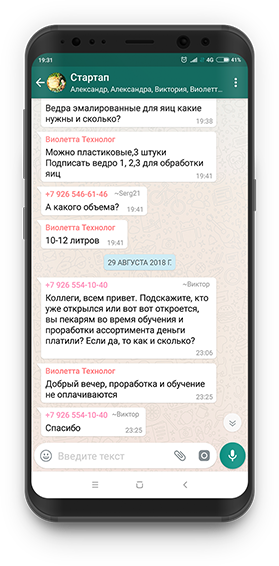 19:31
4G
41%
Стартап
Александр, Александра, Виктория, Виолетт...
Ведра эмалированные для яиц какие
нужны и сколько?
19:38
Виолетта Технолог
Можно пластиковые,3 штуки
Подписать ведро 1, 2,3 для обработки
яиц
19:41
+7 926 546-61-46
~Serg21
А какого объема?
19:41
Виолетта Технолог
10-12 литров
19:41
29 АВГУСТА 2018 Г.
+7 926 554-10-40
~Виктор
Коллеги, всем привет. Подскажите, кто
уже открылся или вот вот откроется,
вы пекарям во время обучения и
проработки ассортимента деньги
платили? Если да, то как и сколько?
23:06
Виолетта Технолог
Добрый вечер, проработка и обучение
не оплачиваются
23:25
+7 926 554-10-40
~Виктор
Спасибо
23:25
Введите текст